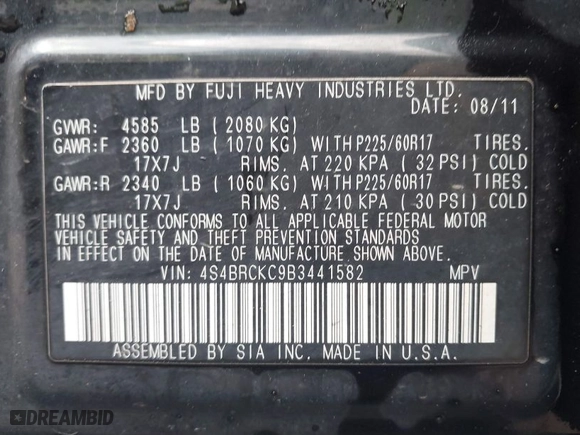 MFD BY FUJI HEAVY INDUSTRIES LTD.
DATE: 08/11
GVWR: 4585 LB ( 2080 KG)
GAWR:F 2360 LB ( 1070 KG) WITH P225/60R17 TIRES.
17X7J RIMS. AT 220 KPA ( 32 PSI) COLD
GAWR:R 2340 LB ( 1060 KG) WITH P225/60R17 TIRES.
17X7J RIMS. AT 210 KPA ( 30 PSI) COLD
THIS VEHICLE CONFORMS TO ALL APPLICABLE FEDERAL MOTOR
VEHICLE SAFETY AND THEFT PREVENTION STANDARDS
IN EFFECT ON THE DATE OF MANUFACTURE SHOWN ABOVE.
VIN: 4S4BRCKC9B3441582 MPV
ASSEMBLED BY SIA INC. MADE IN U.S.A.
DREAMBID